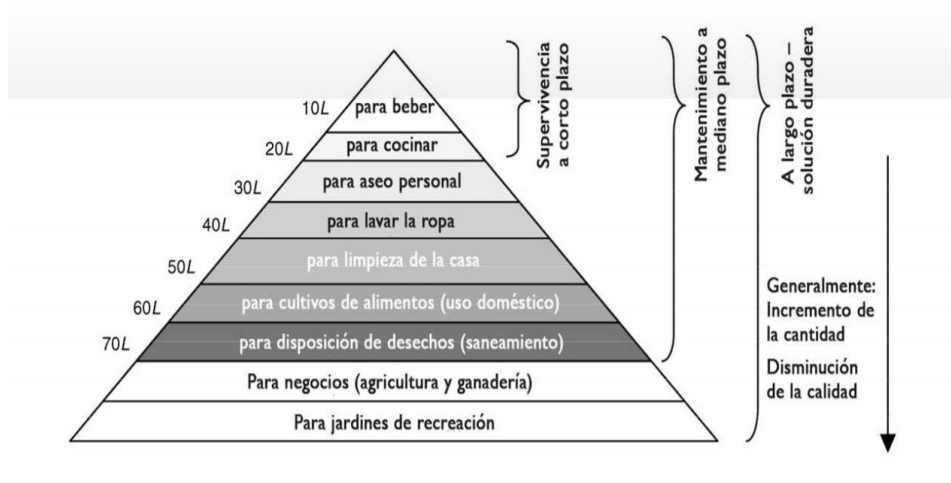 10L para beber
20L para cocinar
30L para aseo personal
40L para lavar la ropa
50L para limpieza de la casa
60L para cultivos de alimentos (uso doméstico)
70L para disposición de desechos (saneamiento)
Para negocios (agricultura y ganadería)
Para jardines de recreación
Supervivencia
a corto plazo
Mantenimiento a
mediano plazo
A largo plazo –
solución duradera
Generalmente:
Incremento de
la cantidad
Disminución
de la calidad